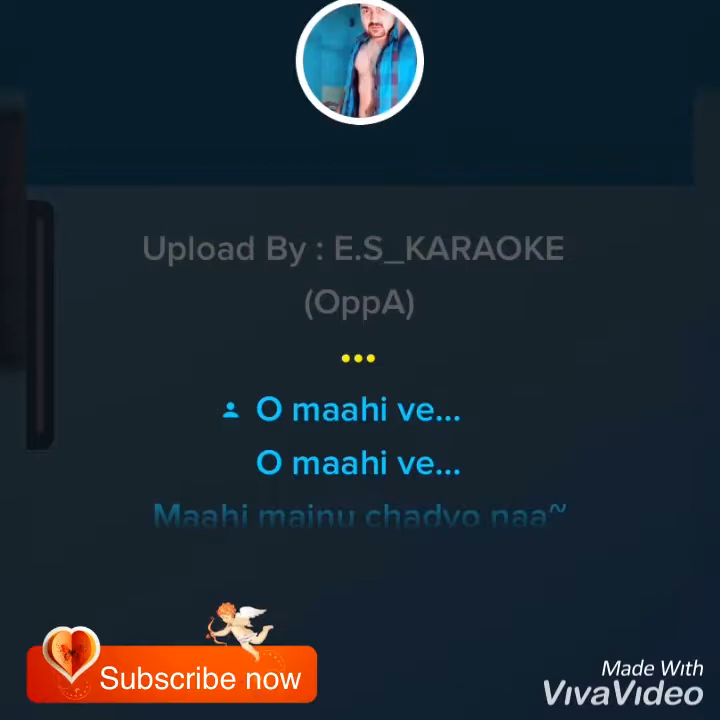 Upload By : E.S_KARAOKE
(OppA)
O maahi ve...
O maahi ve...
Maahi mainu chadyo naa~
Subscribe now
Made With
VivaVideo